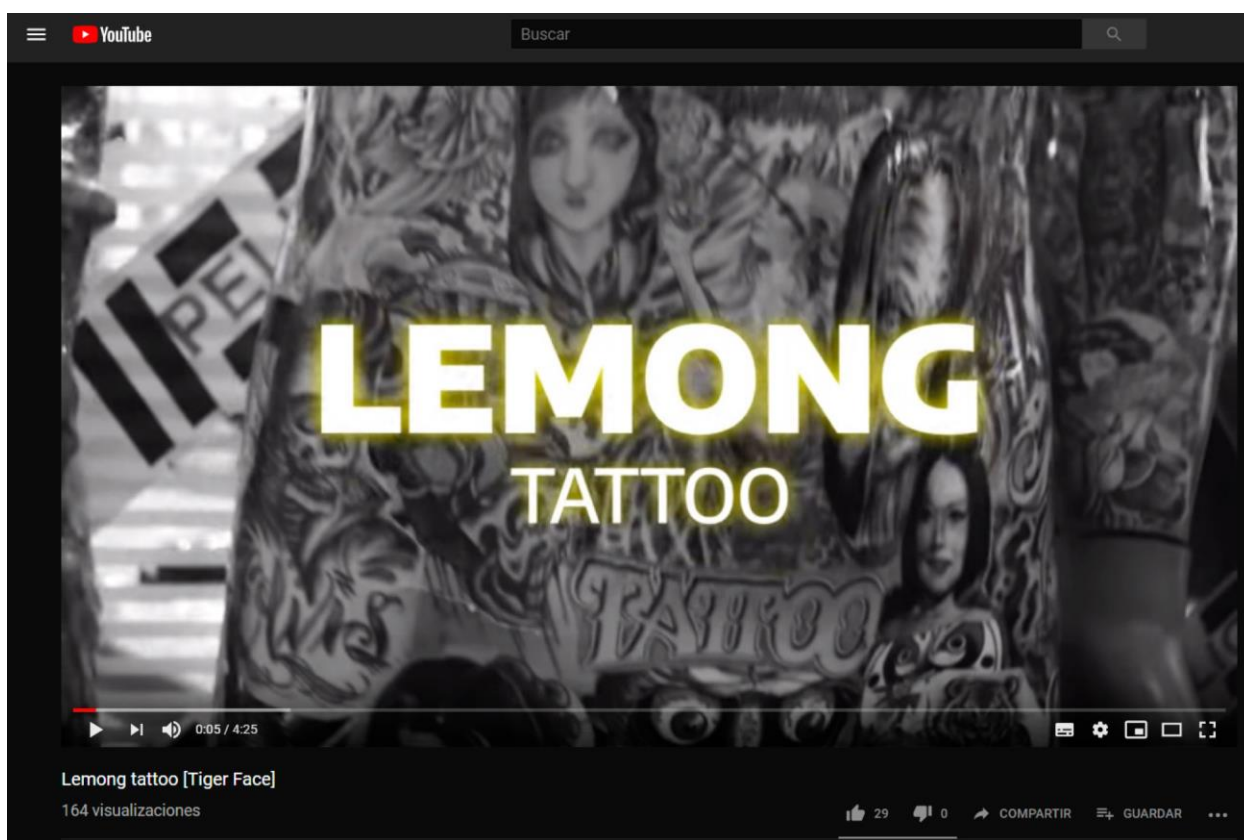 YouTube
Buscar
PEL
LEMONG
TATTOO
TATTOO
0:05 / 4:25
Lemong tattoo [Tiger Face]
164 visualizaciones
29
0
COMPARTIR
GUARDAR